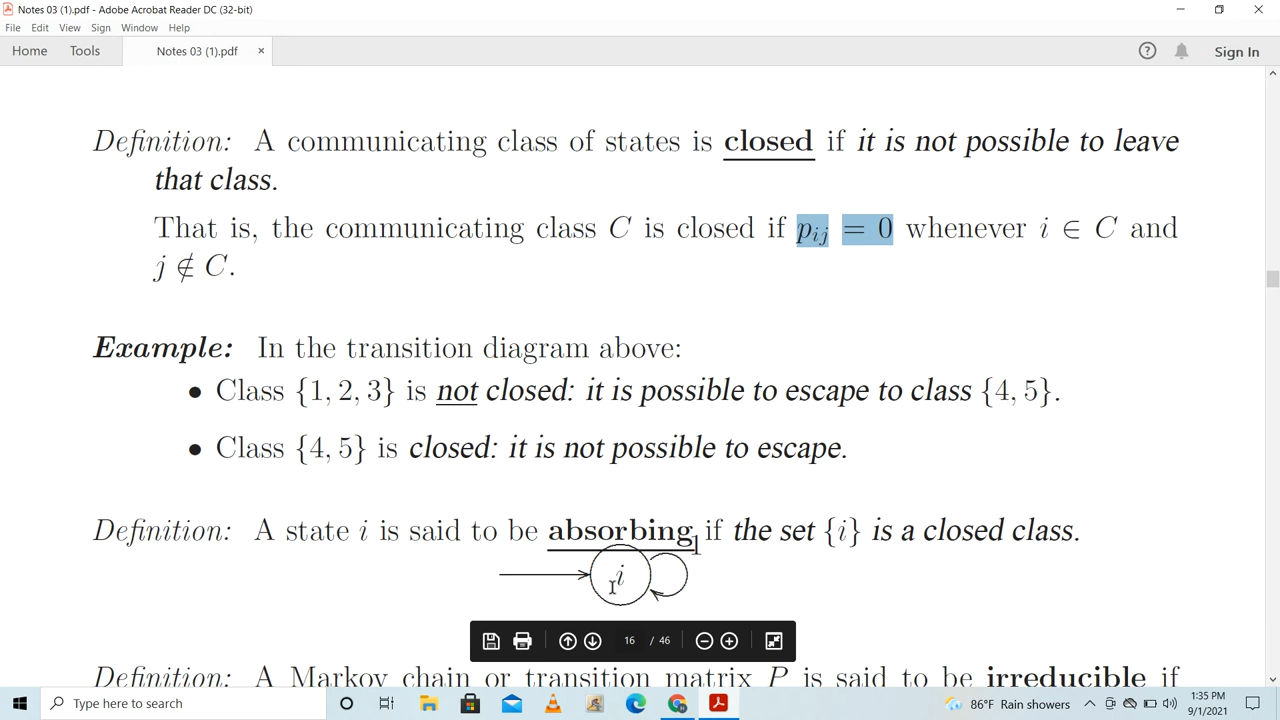 Notes 03 (1).pdf - Adobe Acrobat Reader DC (32-bit)
File Edit View Sign Window Help
Home Tools Notes 03 (1).pdf × ? Sign In
Definition: A communicating class of states is closed if it is not possible to leave
that class.
That is, the communicating class C is closed if pᵢⱼ = 0 whenever i ∈ C and
j ∉ C.
Example: In the transition diagram above:
• Class {1, 2, 3} is not closed: it is possible to escape to class {4, 5}.
• Class {4, 5} is closed: it is not possible to escape.
Definition: A state i is said to be absorbing if the set {i} is a closed class.
1
i
16 / 46
Definition: A Markov chain or transition matrix P is said to be irreducible if
Type here to search
86°F Rain showers
1:35 PM
9/1/2021